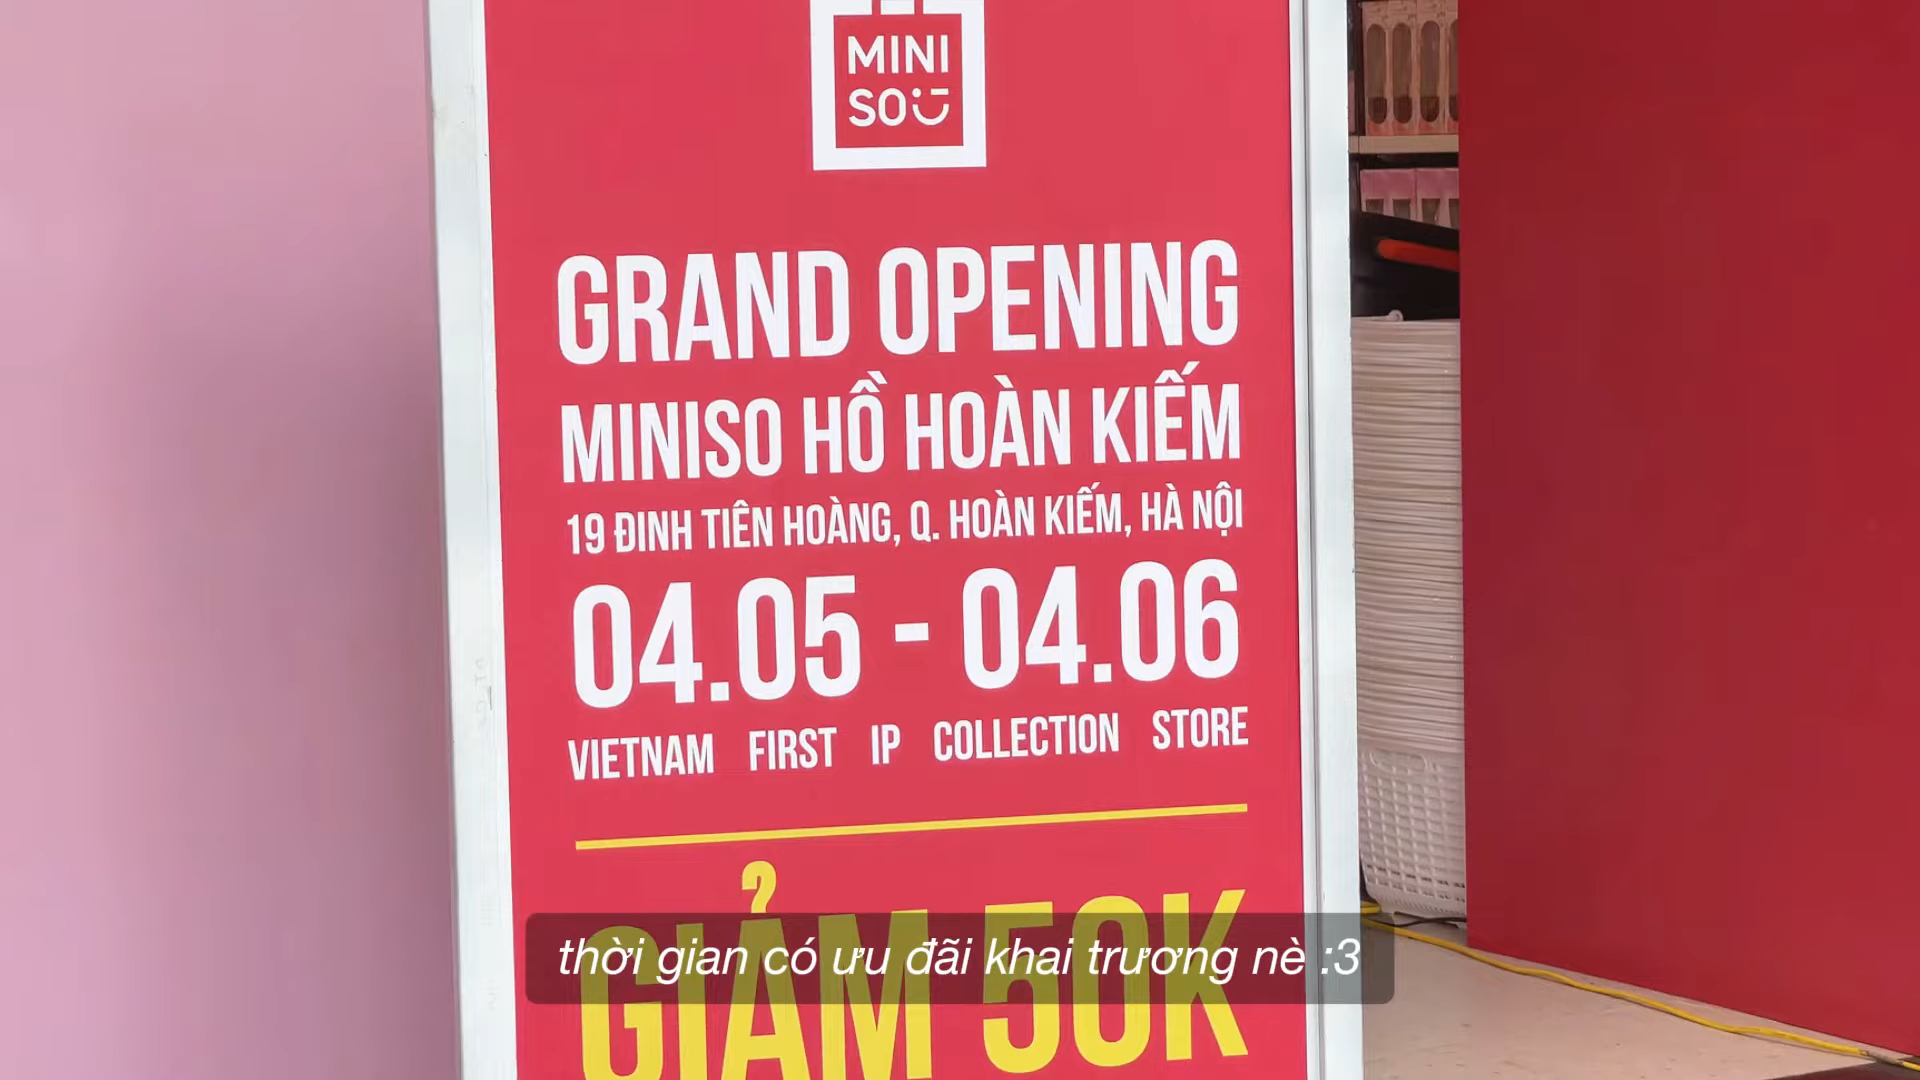 MINI
SO
GRAND OPENING
MINISO HỒ HOÀN KIẾM
19 ĐINH TIÊN HOÀNG, Q. HOÀN KIẾM, HÀ NỘI
04.05 - 04.06
VIETNAM FIRST IP COLLECTION STORE
GIẢM 50K
thời gian có ưu đãi khai trương nè :3